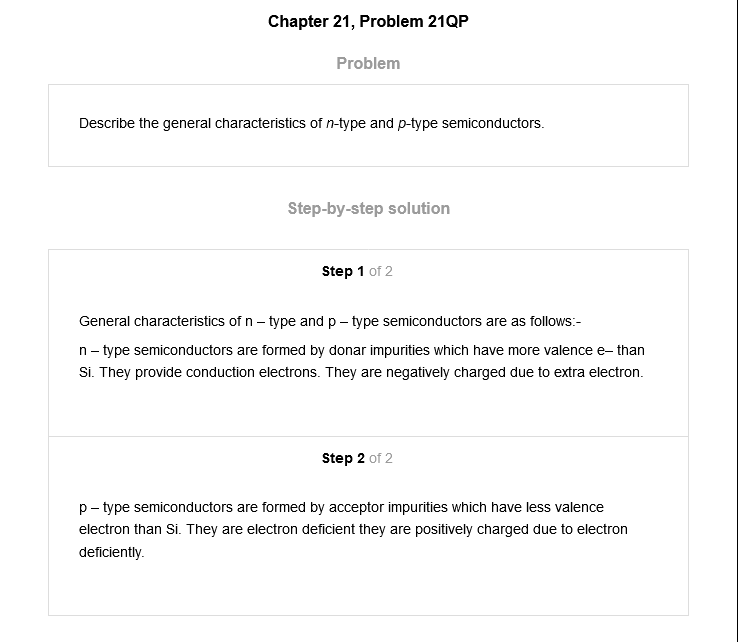 Chapter 21, Problem 21QP
Problem
Describe the general characteristics of n-type and p-type semiconductors.
Step-by-step solution
Step 1 of 2
General characteristics of n – type and p – type semiconductors are as follows:-
n – type semiconductors are formed by donar impurities which have more valence e– than
Si. They provide conduction electrons. They are negatively charged due to extra electron.
Step 2 of 2
p – type semiconductors are formed by acceptor impurities which have less valence
electron than Si. They are electron deficient they are positively charged due to electron
deficiently.